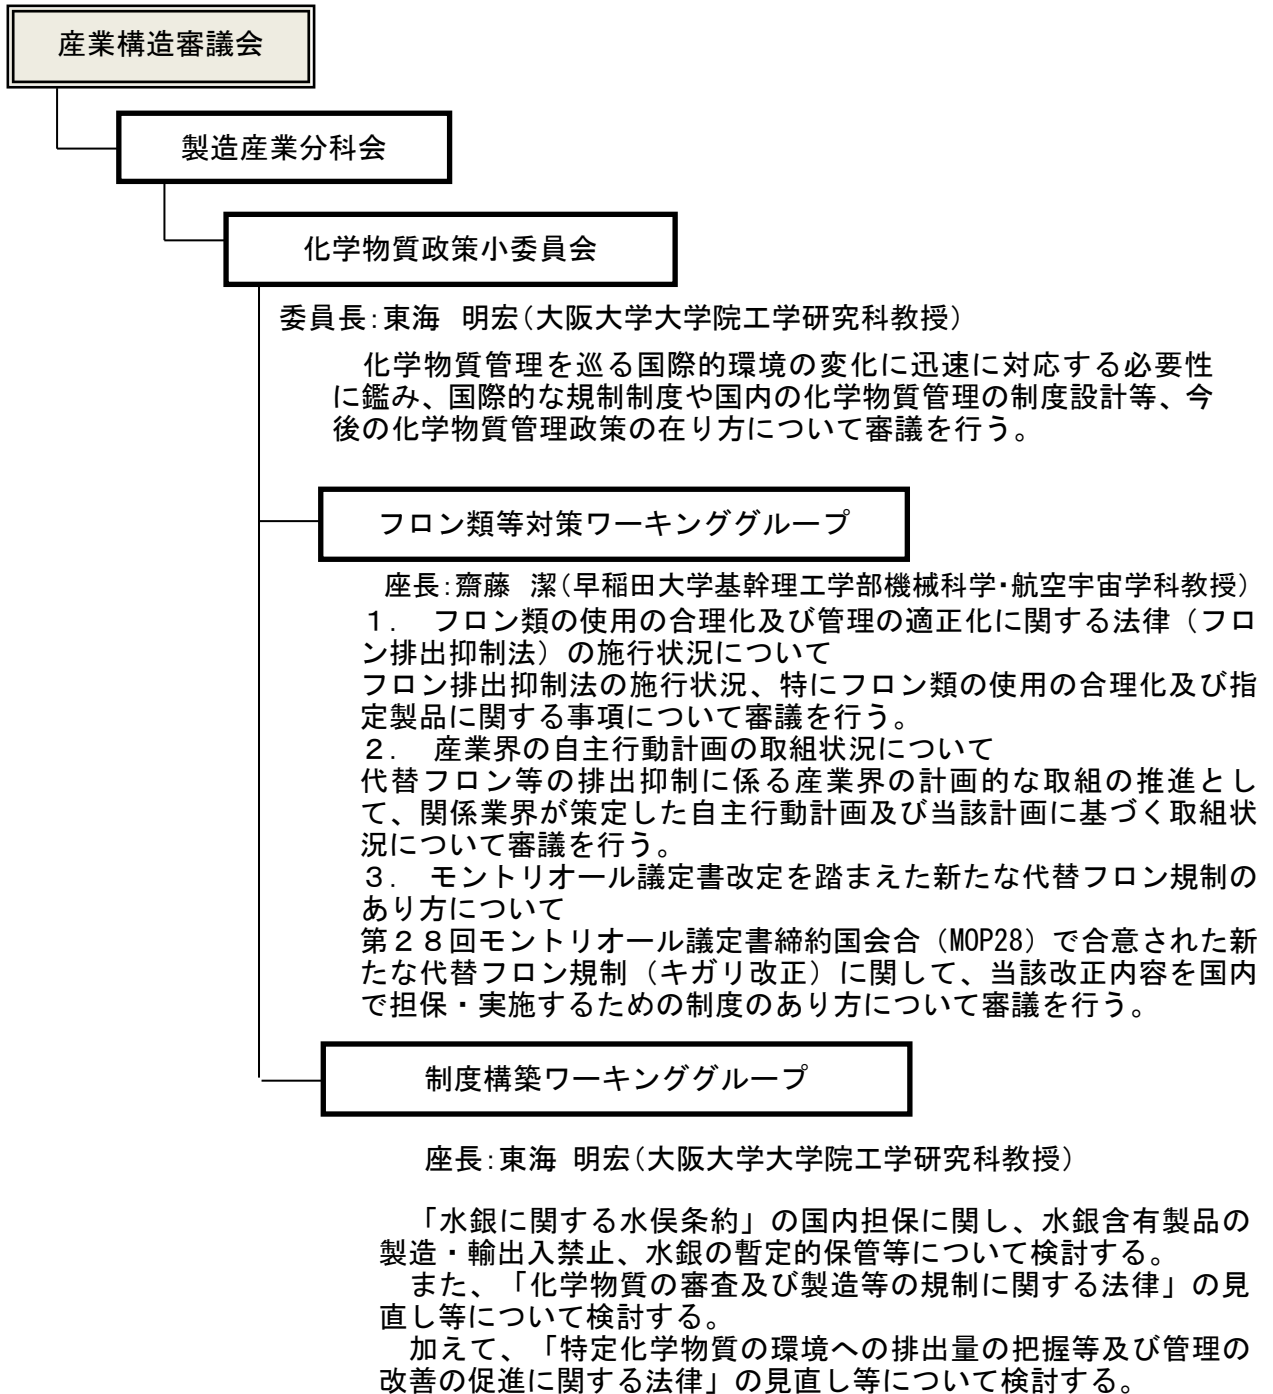 産業構造審議会
製造産業分科会
化学物質政策小委員会
委員長:東海　明宏(大阪大学大学院工学研究科教授)
　化学物質管理を巡る国際的環境の変化に迅速に対応する必要性
に鑑み、国際的な規制制度や国内の化学物質管理の制度設計等、今
後の化学物質管理政策の在り方について審議を行う。
フロン類等対策ワーキンググループ
座長:齋藤　潔(早稲田大学基幹理工学部機械科学・航空宇宙学科教授)
１．　フロン類の使用の合理化及び管理の適正化に関する法律（フロ
ン排出抑制法）の施行状況について
フロン排出抑制法の施行状況、特にフロン類の使用の合理化及び指
定製品に関する事項について審議を行う。
２．　産業界の自主行動計画の取組状況について
代替フロン等の排出抑制に係る産業界の計画的な取組の推進とし
て、関係業界が策定した自主行動計画及び当該計画に基づく取組状
況について審議を行う。
３．　モントリオール議定書改定を踏まえた新たな代替フロン規制の
あり方について
第２８回モントリオール議定書締約国会合（MOP28）で合意された新
たな代替フロン規制（キガリ改正）に関して、当該改正内容を国内
で担保・実施するための制度のあり方について審議を行う。
制度構築ワーキンググループ
座長:東海 明宏(大阪大学大学院工学研究科教授)
　「水銀に関する水俣条約」の国内担保に関し、水銀含有製品の
製造・輸出入禁止、水銀の暫定的保管等について検討する。
　また、「化学物質の審査及び製造等の規制に関する法律」の見
直し等について検討する。
　加えて、「特定化学物質の環境への排出量の把握等及び管理の
改善の促進に関する法律」の見直し等について検討する。